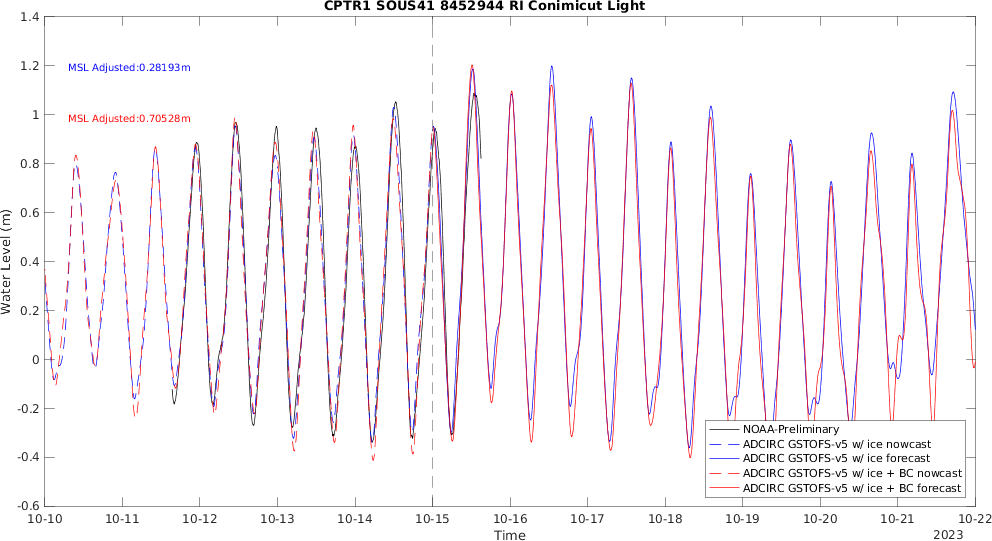 CPTR1 SOUS41 8452944 RI Conimicut Light
1.4
1.2
1
0.8
0.6
0.4
0.2
0
-0.2
-0.4
-0.6
Water Level (m)
MSL Adjusted:0.28193m
MSL Adjusted:0.70528m
NOAA-Preliminary
ADCIRC GSTOFS-v5 w/ ice nowcast
ADCIRC GSTOFS-v5 w/ ice forecast
ADCIRC GSTOFS-v5 w/ ice + BC nowcast
ADCIRC GSTOFS-v5 w/ ice + BC forecast
10-10 10-11 10-12 10-13 10-14 10-15 10-16 10-17 10-18 10-19 10-20 10-21 10-22
Time
2023